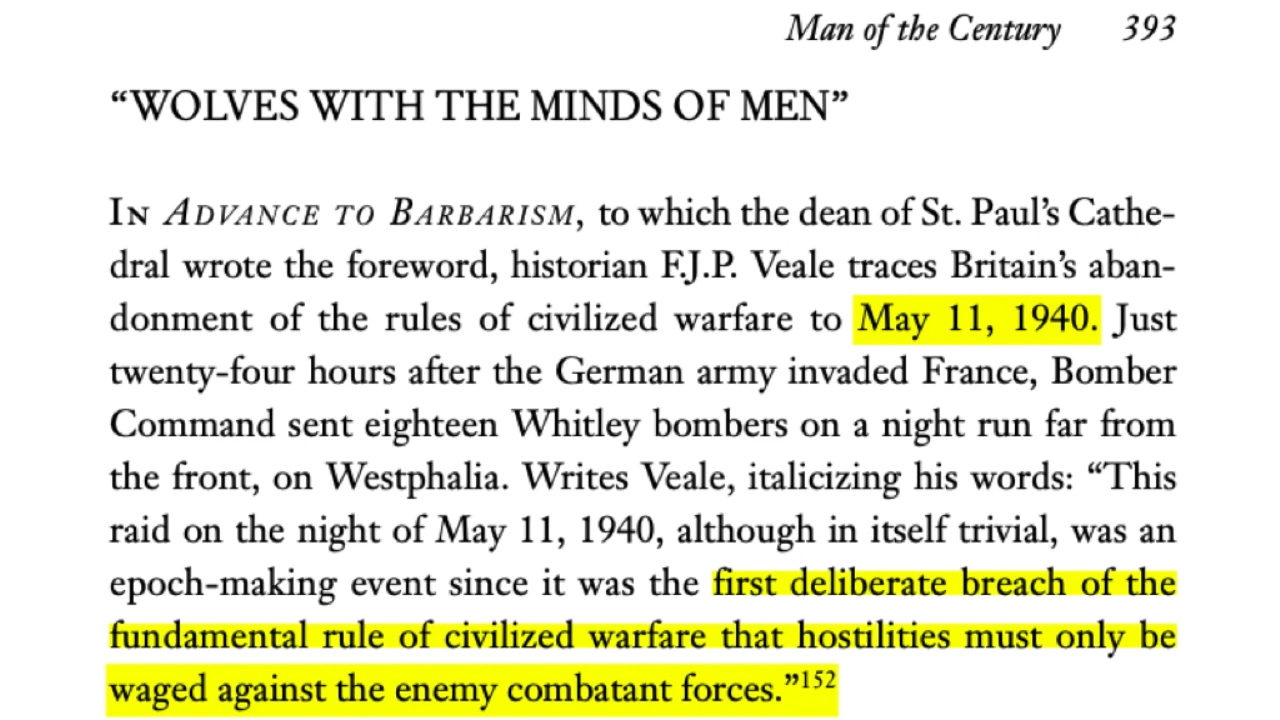 Man of the Century 393
“WOLVES WITH THE MINDS OF MEN”
IN ADVANCE TO BARBARISM, to which the dean of St. Paul’s Cathe-
dral wrote the foreword, historian F.J.P. Veale traces Britain’s aban-
donment of the rules of civilized warfare to May 11, 1940. Just
twenty-four hours after the German army invaded France, Bomber
Command sent eighteen Whitley bombers on a night run far from
the front, on Westphalia. Writes Veale, italicizing his words: “This
raid on the night of May 11, 1940, although in itself trivial, was an
epoch-making event since it was the first deliberate breach of the
fundamental rule of civilized warfare that hostilities must only be
waged against the enemy combatant forces.”152